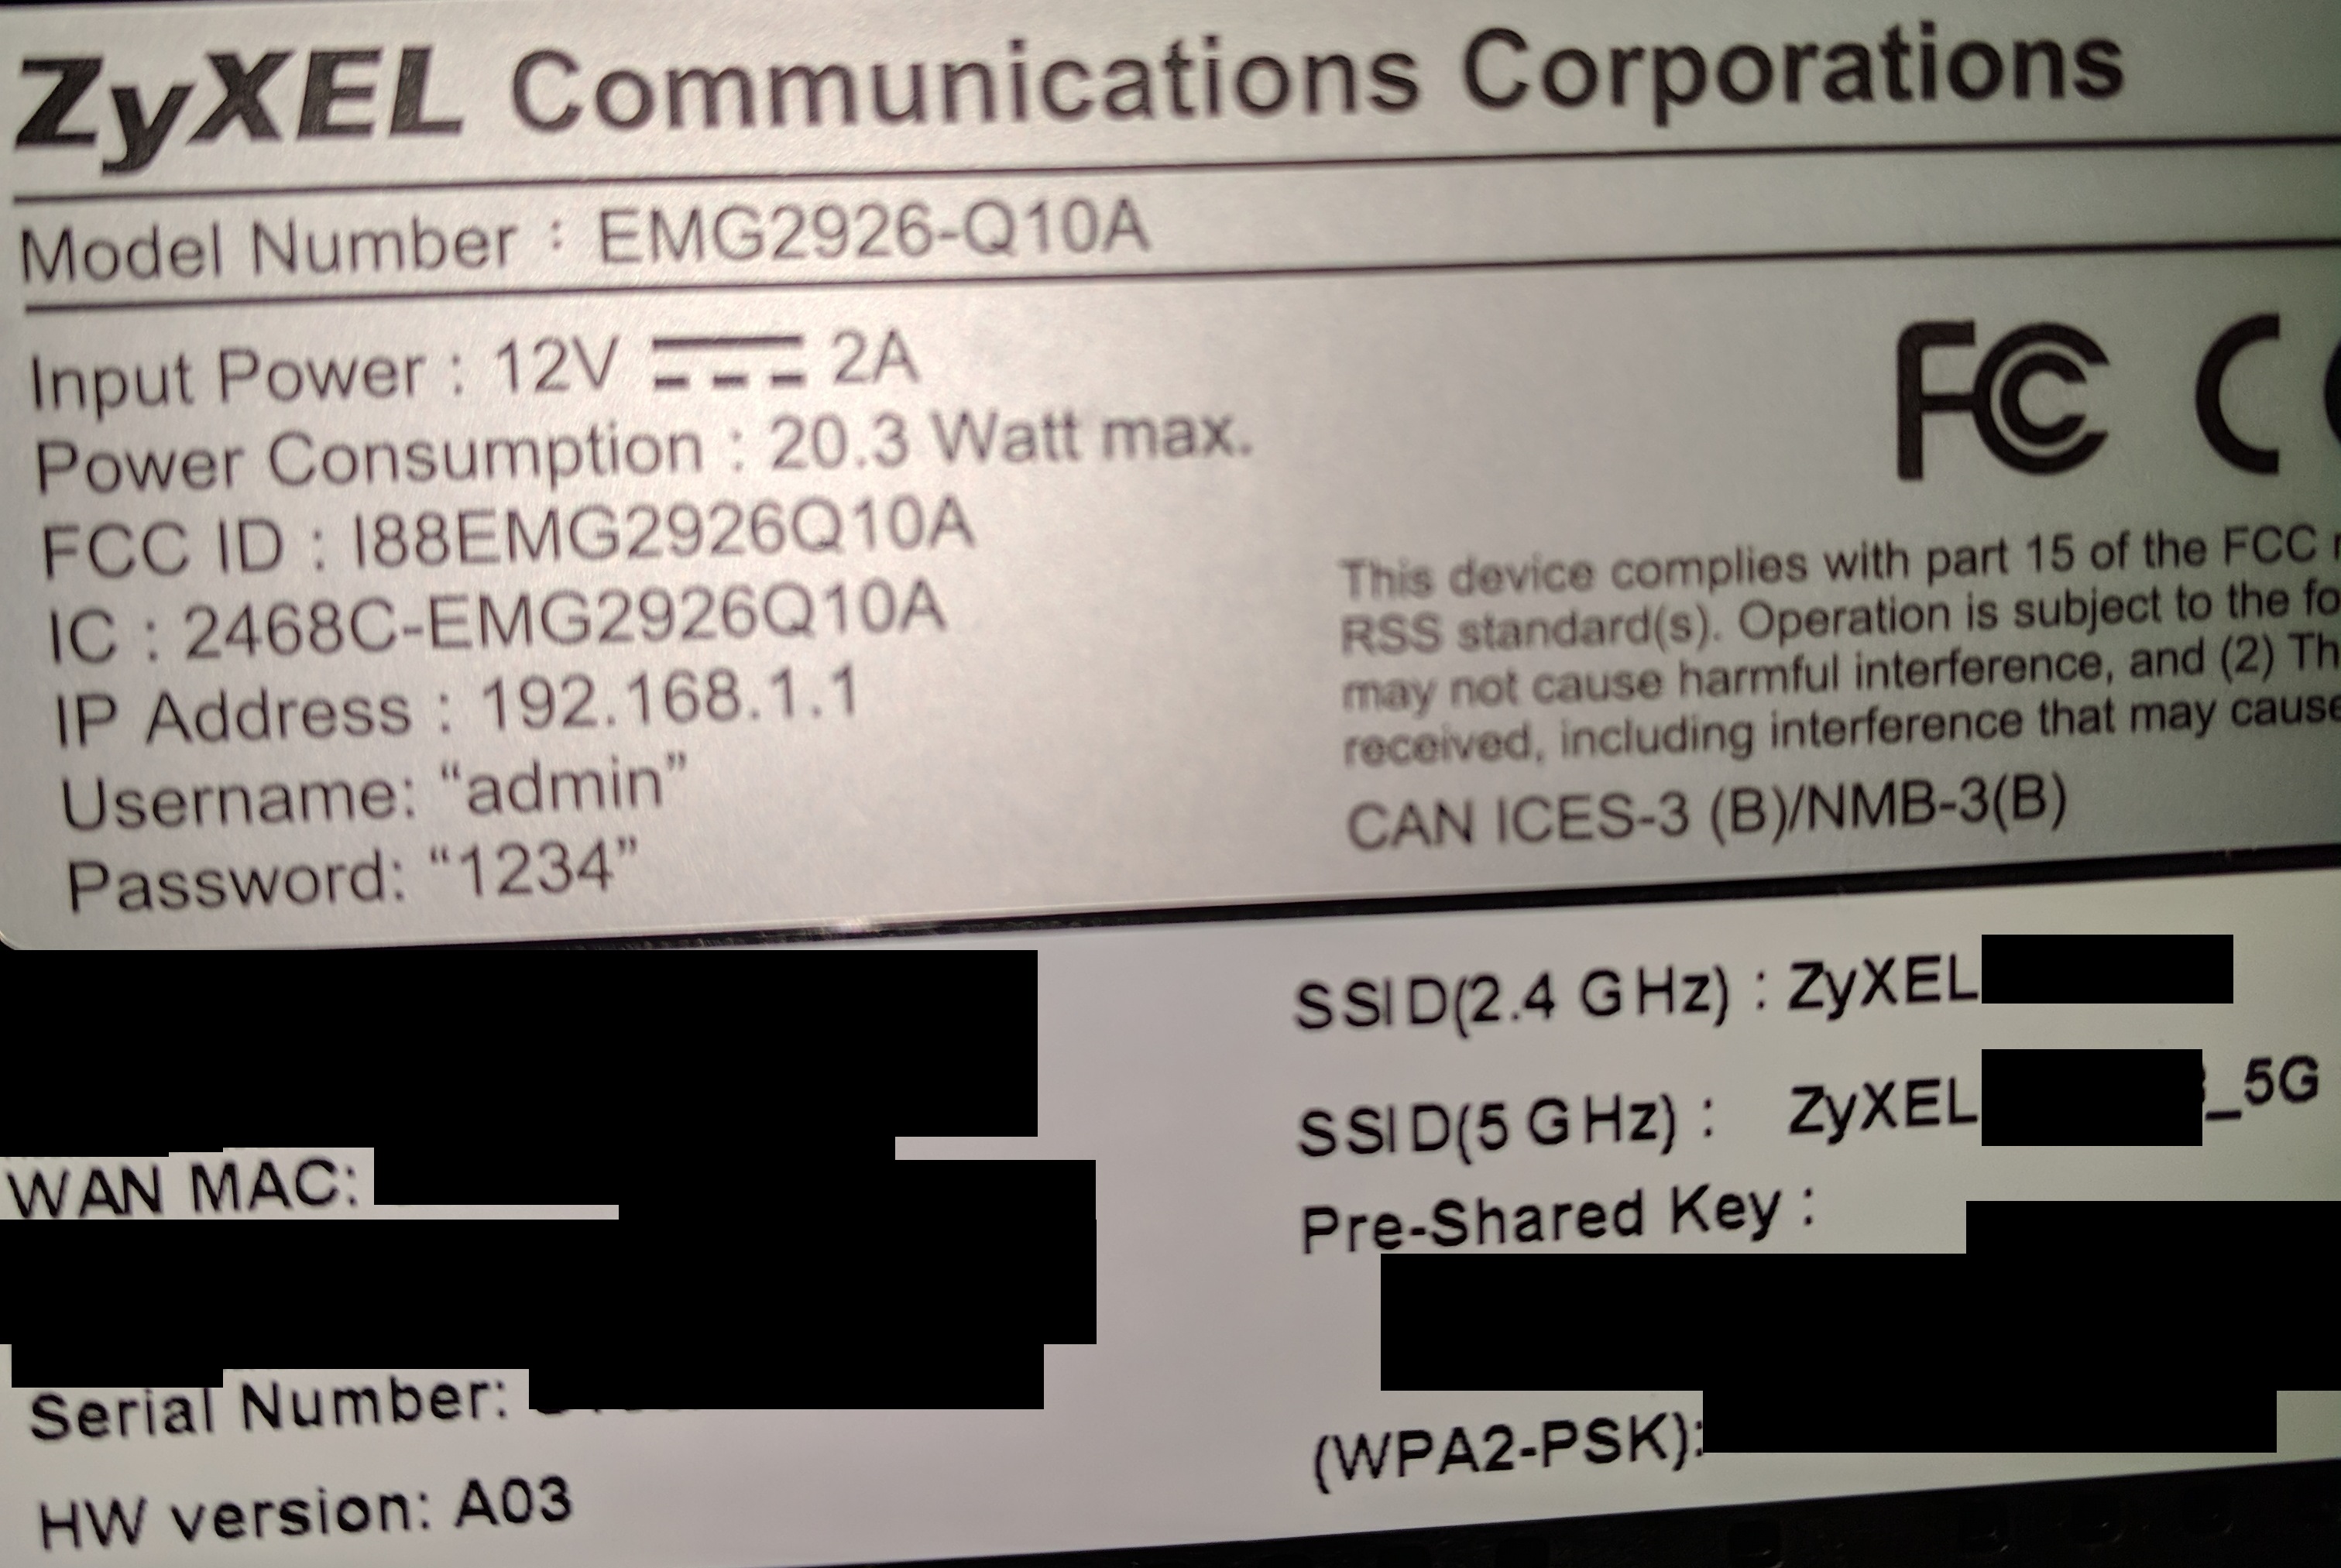 ZyXEL Communications Corporations
Model Number : EMG2926-Q10A
Input Power : 12V 2A
Power Consumption : 20.3 Watt max.
FCC ID : I88EMG2926Q10A
IC : 2468C-EMG2926Q10A
IP Address : 192.168.1.1
Username: “admin”
Password: “1234”
FC CE
This device complies with part 15 of the FCC
RSS standard(s). Operation is subject to the
may not cause harmful interference, and (2)
received, including interference that may cause
CAN ICES-3 (B)/NMB-3(B)
WAN MAC:
Serial Number:
HW version: A03
SSID(2.4 GHz) : ZyXEL
SSID(5 GHz) : ZyXEL _5G
Pre-Shared Key :
(WPA2-PSK):